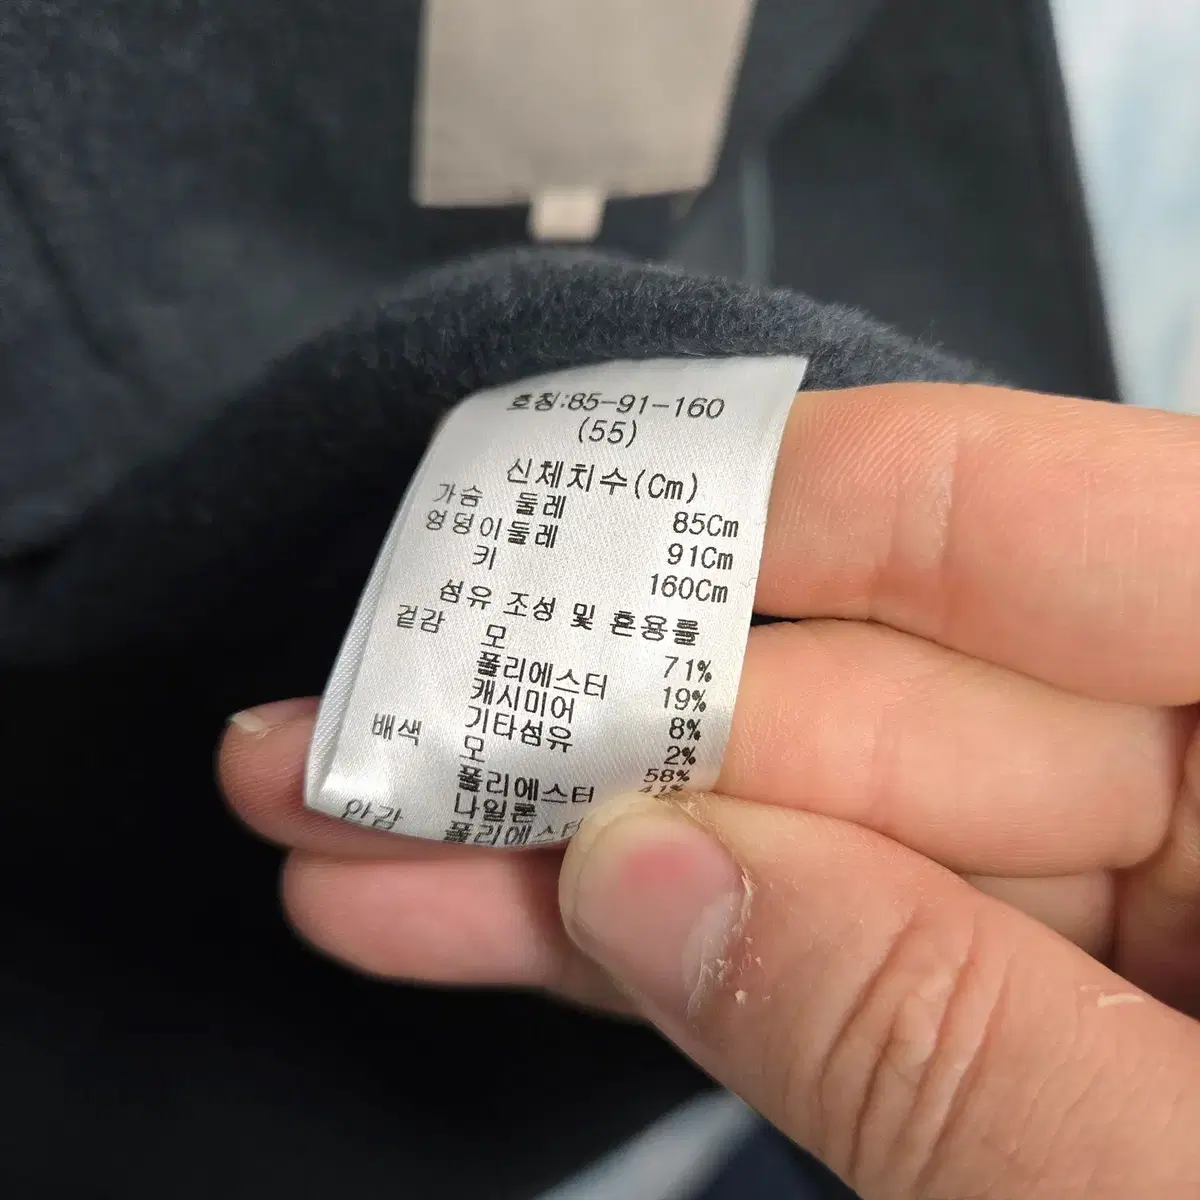 호칭:85-91-160
(55)
신체치수(Cm)
가슴 둘레 85Cm
엉덩이둘레 91Cm
키 160Cm
섬유 조성 및 혼용률
겉감 모 71%
폴리에스터 19%
캐시미어 8%
기타섬유 2%
배색 모 58%
폴리에스터 41%
나일론
안감 폴리에스터